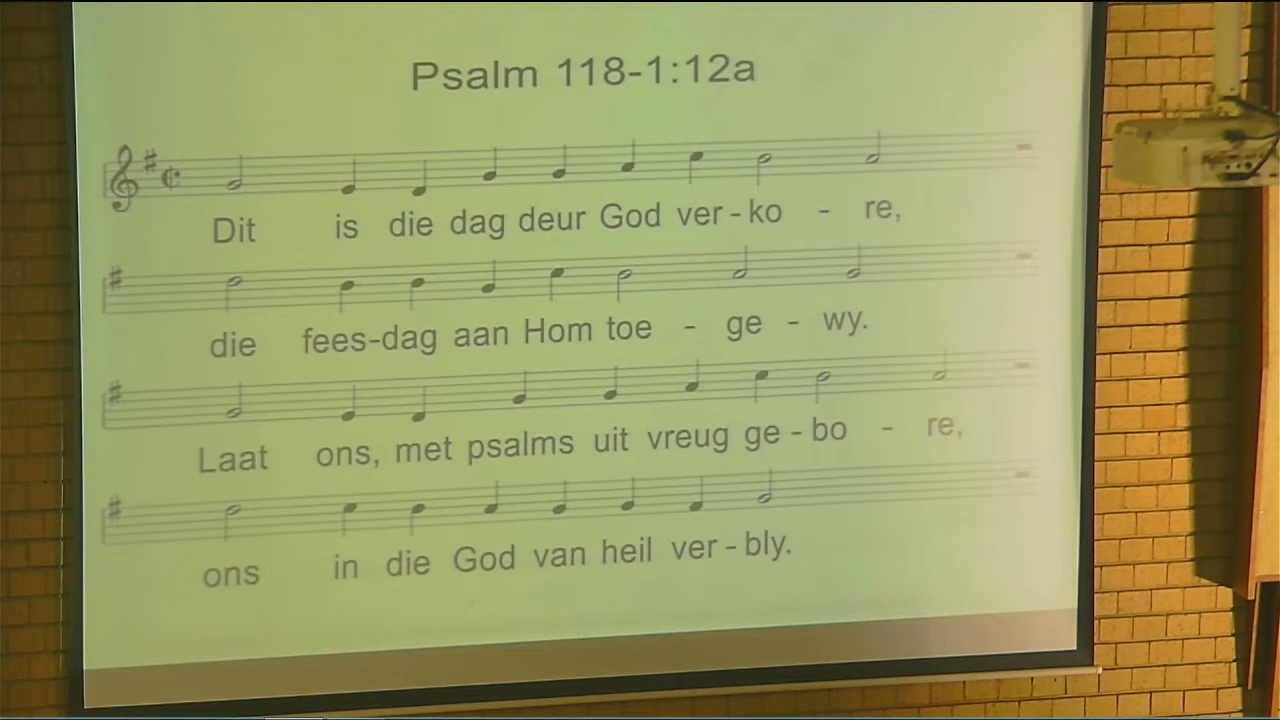 Psalm 118-1:12a
Dit is die dag deur God ver-ko - re,
die fees-dag aan Hom toe - ge - wy.
Laat ons, met psalms uit vreug ge-bo - re,
ons in die God van heil ver-bly.